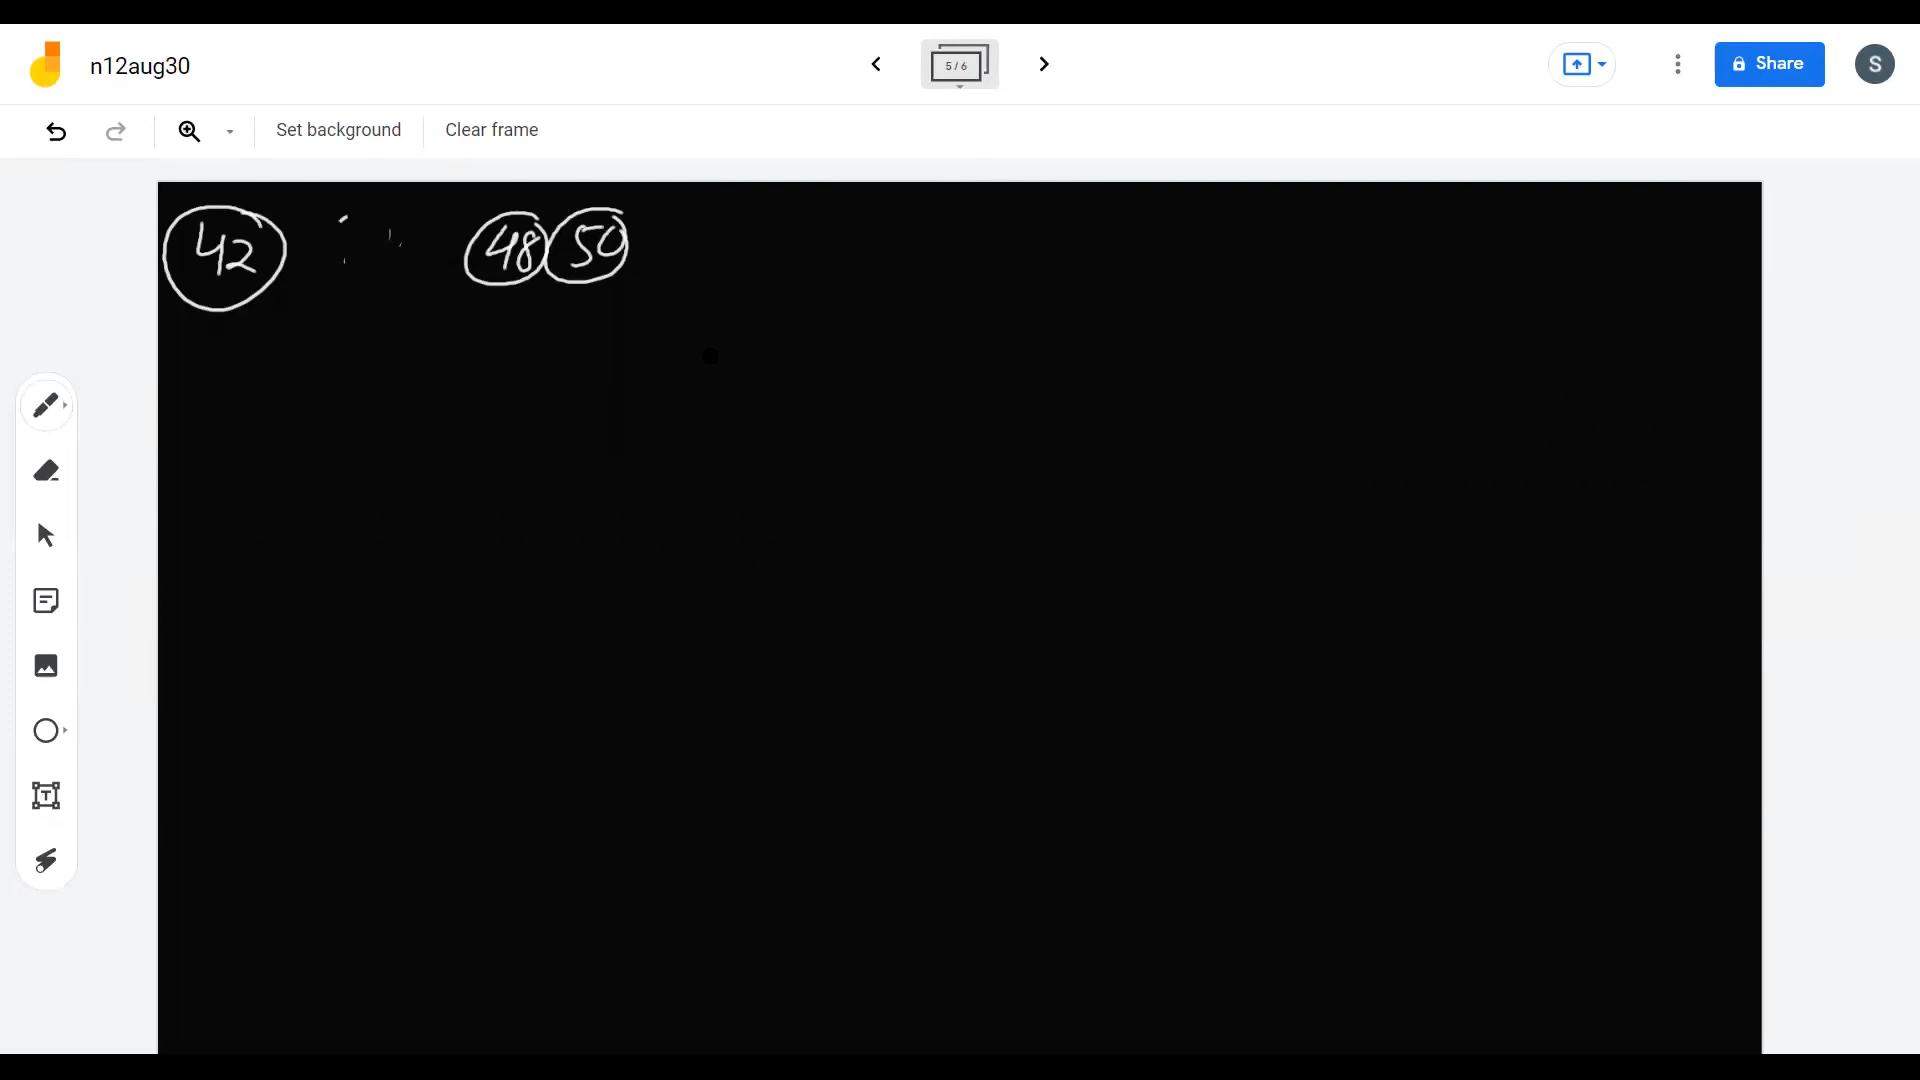 n12aug30
5 / 6
Share
S
Set background
Clear frame
42 48 50
T